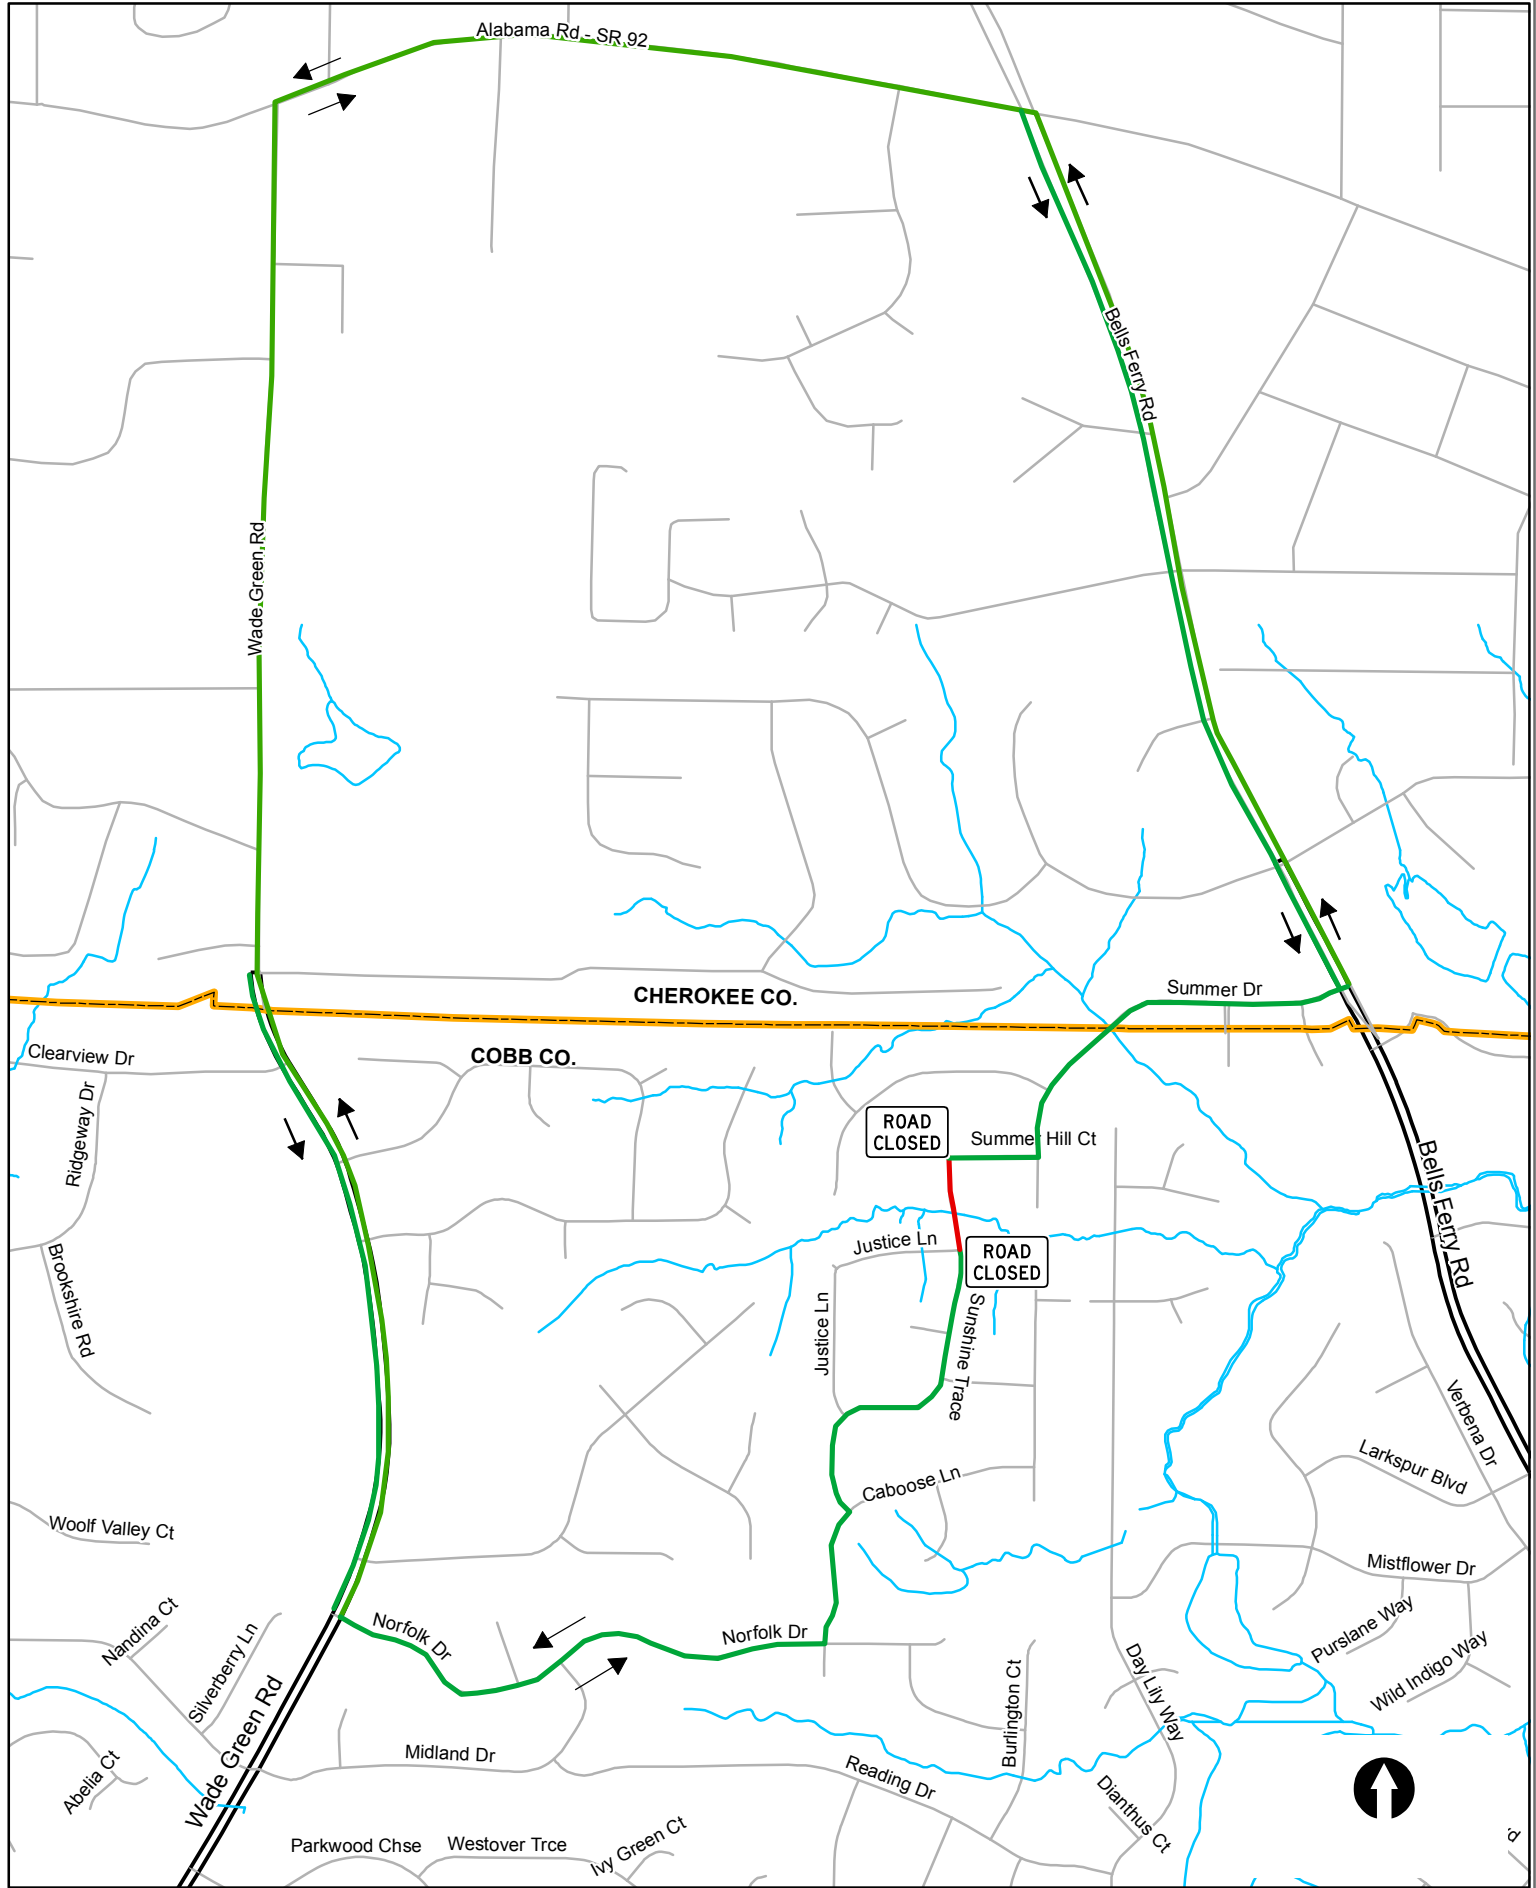 Alabama Rd - SR 92
Bells Ferry Rd
Wade Green Rd
Summer Dr
CHEROKEE CO.
COBB CO.
Clearview Dr
Ridgeway Dr
ROAD
CLOSED
Summer Hill Ct
Bells Ferry Rd
Justice Ln
ROAD
CLOSED
Brookshire Rd
Justice Ln
Sunshine Trace
Verbena Dr
Larkspur Blvd
Caboose Ln
Woolf Valley Ct
Mistflower Dr
Nandina Ct
Silverberry Ln
Norfolk Dr
Norfolk Dr
Purslane Way
Wild Indigo Way
Day Lily Way
Burlington Ct
Wade Green Rd
Midland Dr
Reading Dr
Abelia Ct
Dianthus Ct
Parkwood Chse
Westover Trce
Ivy Green Ct